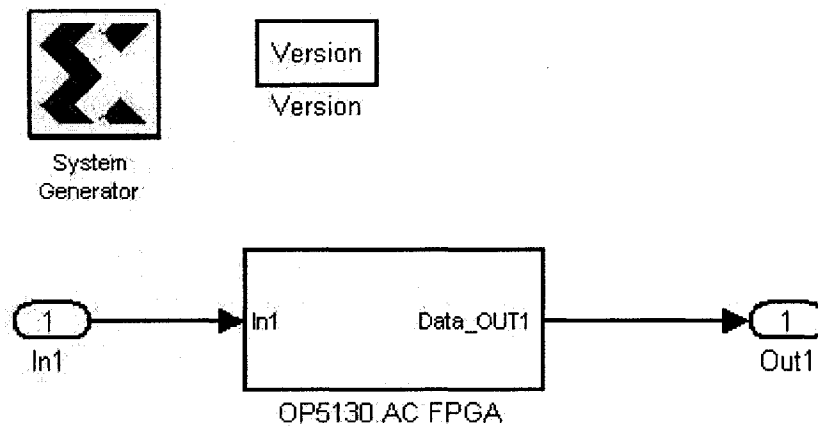 Version
Version
System
Generator
1
In1
In1
Data_OUT1
OP5130 AC FPGA
1
Out1